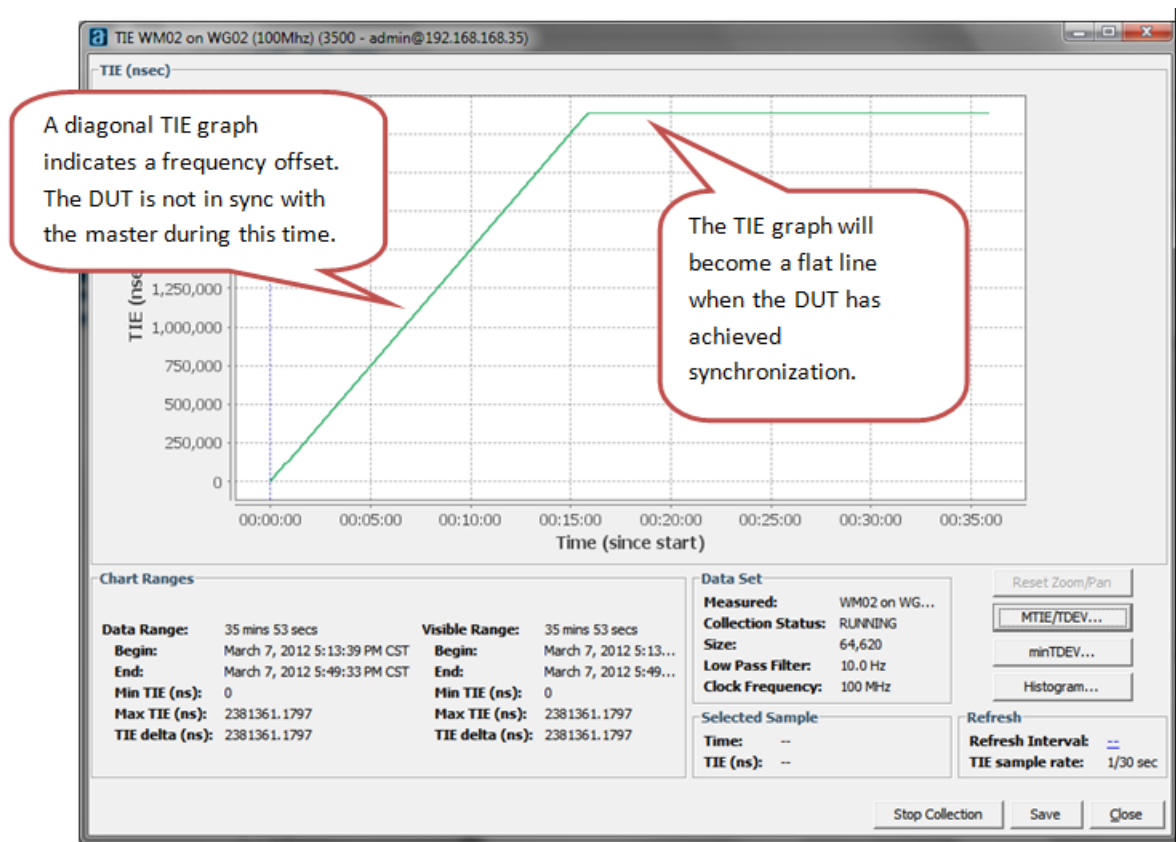 TIE WM02 on WG02 (100Mhz) (3500 - admin@192.168.168.35)
TIE (nsec)
A diagonal TIE graph
indicates a frequency offset.
The DUT is not in sync with
the master during this time.
The TIE graph will
become a flat line
when the DUT has
achieved
synchronization.
TIE (nse
1,250,000
1,000,000
750,000
500,000
250,000
0
00:00:00 00:05:00 00:10:00 00:15:00 00:20:00 00:25:00 00:30:00 00:35:00
Time (since start)
Chart Ranges
Data Range: 35 mins 53 secs
Begin: March 7, 2012 5:13:39 PM CST
End: March 7, 2012 5:49:33 PM CST
Min TIE (ns): 0
Max TIE (ns): 2381361.1797
TIE delta (ns): 2381361.1797
Visible Range: 35 mins 53 secs
Begin: March 7, 2012 5:13...
End: March 7, 2012 5:49...
Min TIE (ns): 0
Max TIE (ns): 2381361.1797
TIE delta (ns): 2381361.1797
Data Set
Measured: WM02 on WG...
Collection Status: RUNNING
Size: 64,620
Low Pass Filter: 10.0 Hz
Clock Frequency: 100 MHz
Selected Sample
Time: --
TIE (ns): --
Reset Zoom/Pan
MTIE/TDEV...
minTDEV...
Histogram...
Refresh
Refresh Interval: --
TIE sample rate: 1/30 sec
Stop Collection
Save
Close